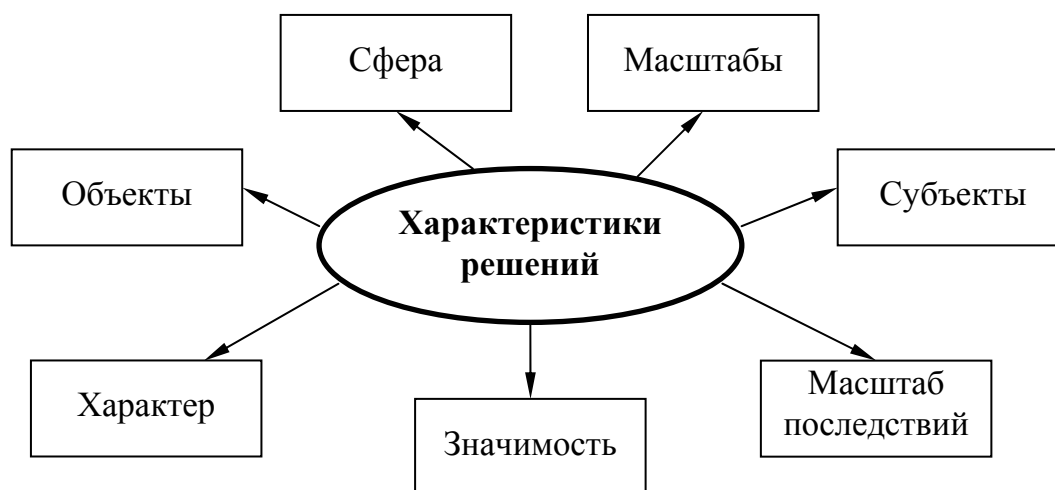 Сфера
Масштабы
Объекты
Субъекты
Характеристики
решений
Характер
Значимость
Масштаб
последствий